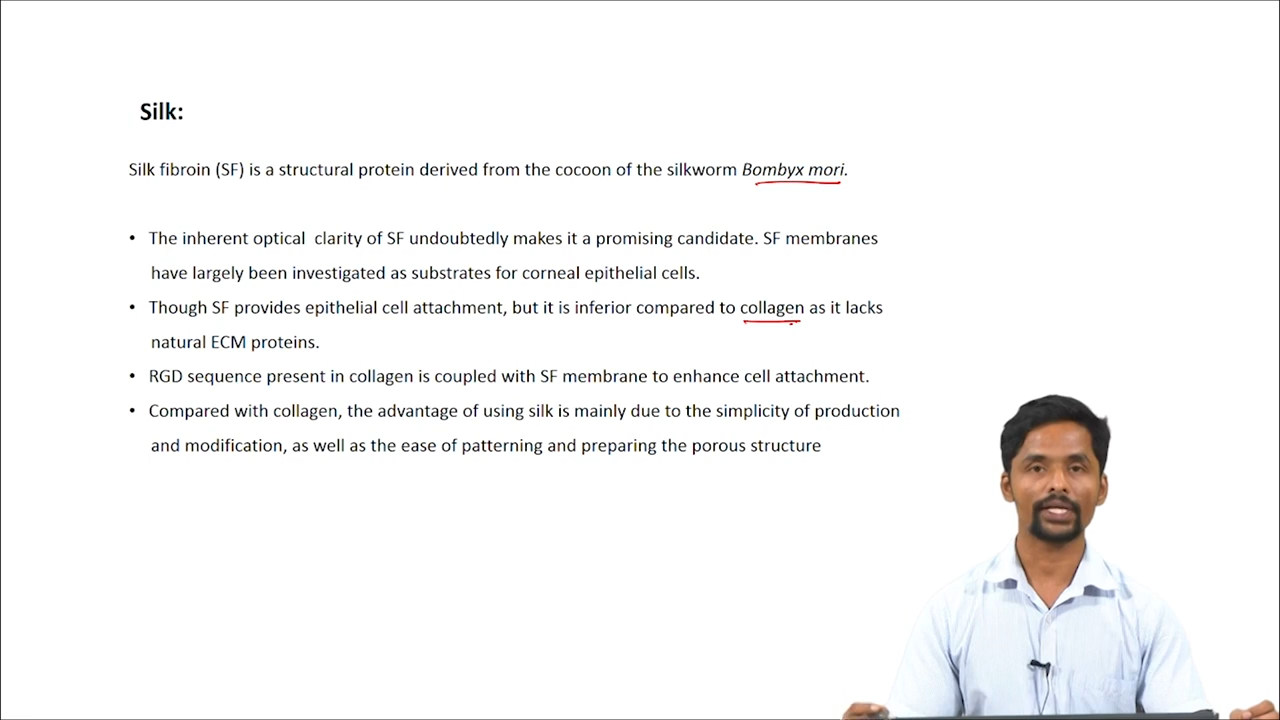 Silk:
Silk fibroin (SF) is a structural protein derived from the cocoon of the silkworm Bombyx mori.
• The inherent optical clarity of SF undoubtedly makes it a promising candidate. SF membranes
have largely been investigated as substrates for corneal epithelial cells.
• Though SF provides epithelial cell attachment, but it is inferior compared to collagen as it lacks
natural ECM proteins.
• RGD sequence present in collagen is coupled with SF membrane to enhance cell attachment.
• Compared with collagen, the advantage of using silk is mainly due to the simplicity of production
and modification, as well as the ease of patterning and preparing the porous structure